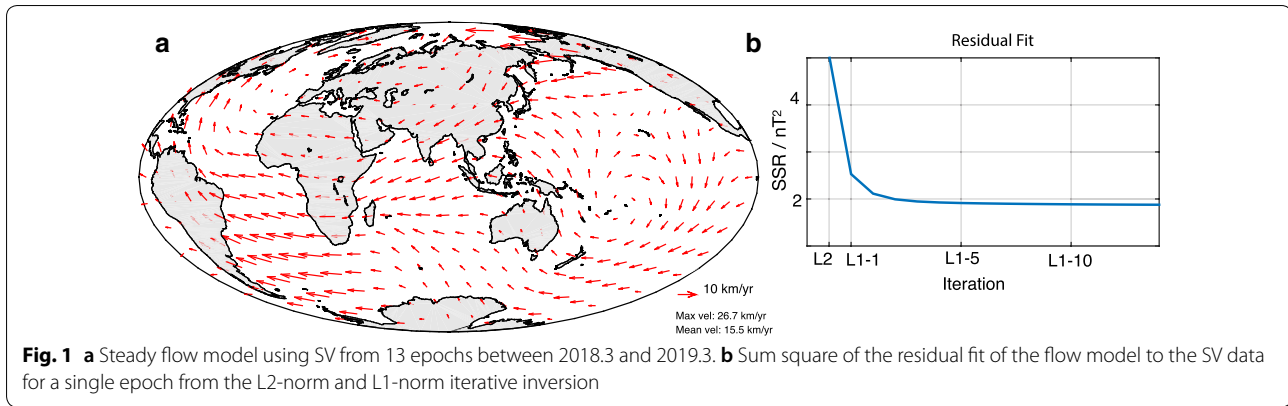 a
10 km/yr
Max vel: 26.7 km/yr
Mean vel: 15.5 km/yr
b
Residual Fit
SSR / nT²
4
2
L2 L1-1 L1-5 L1-10
Iteration
Fig. 1 a Steady flow model using SV from 13 epochs between 2018.3 and 2019.3. b Sum square of the residual fit of the flow model to the SV data
for a single epoch from the L2-norm and L1-norm iterative inversion